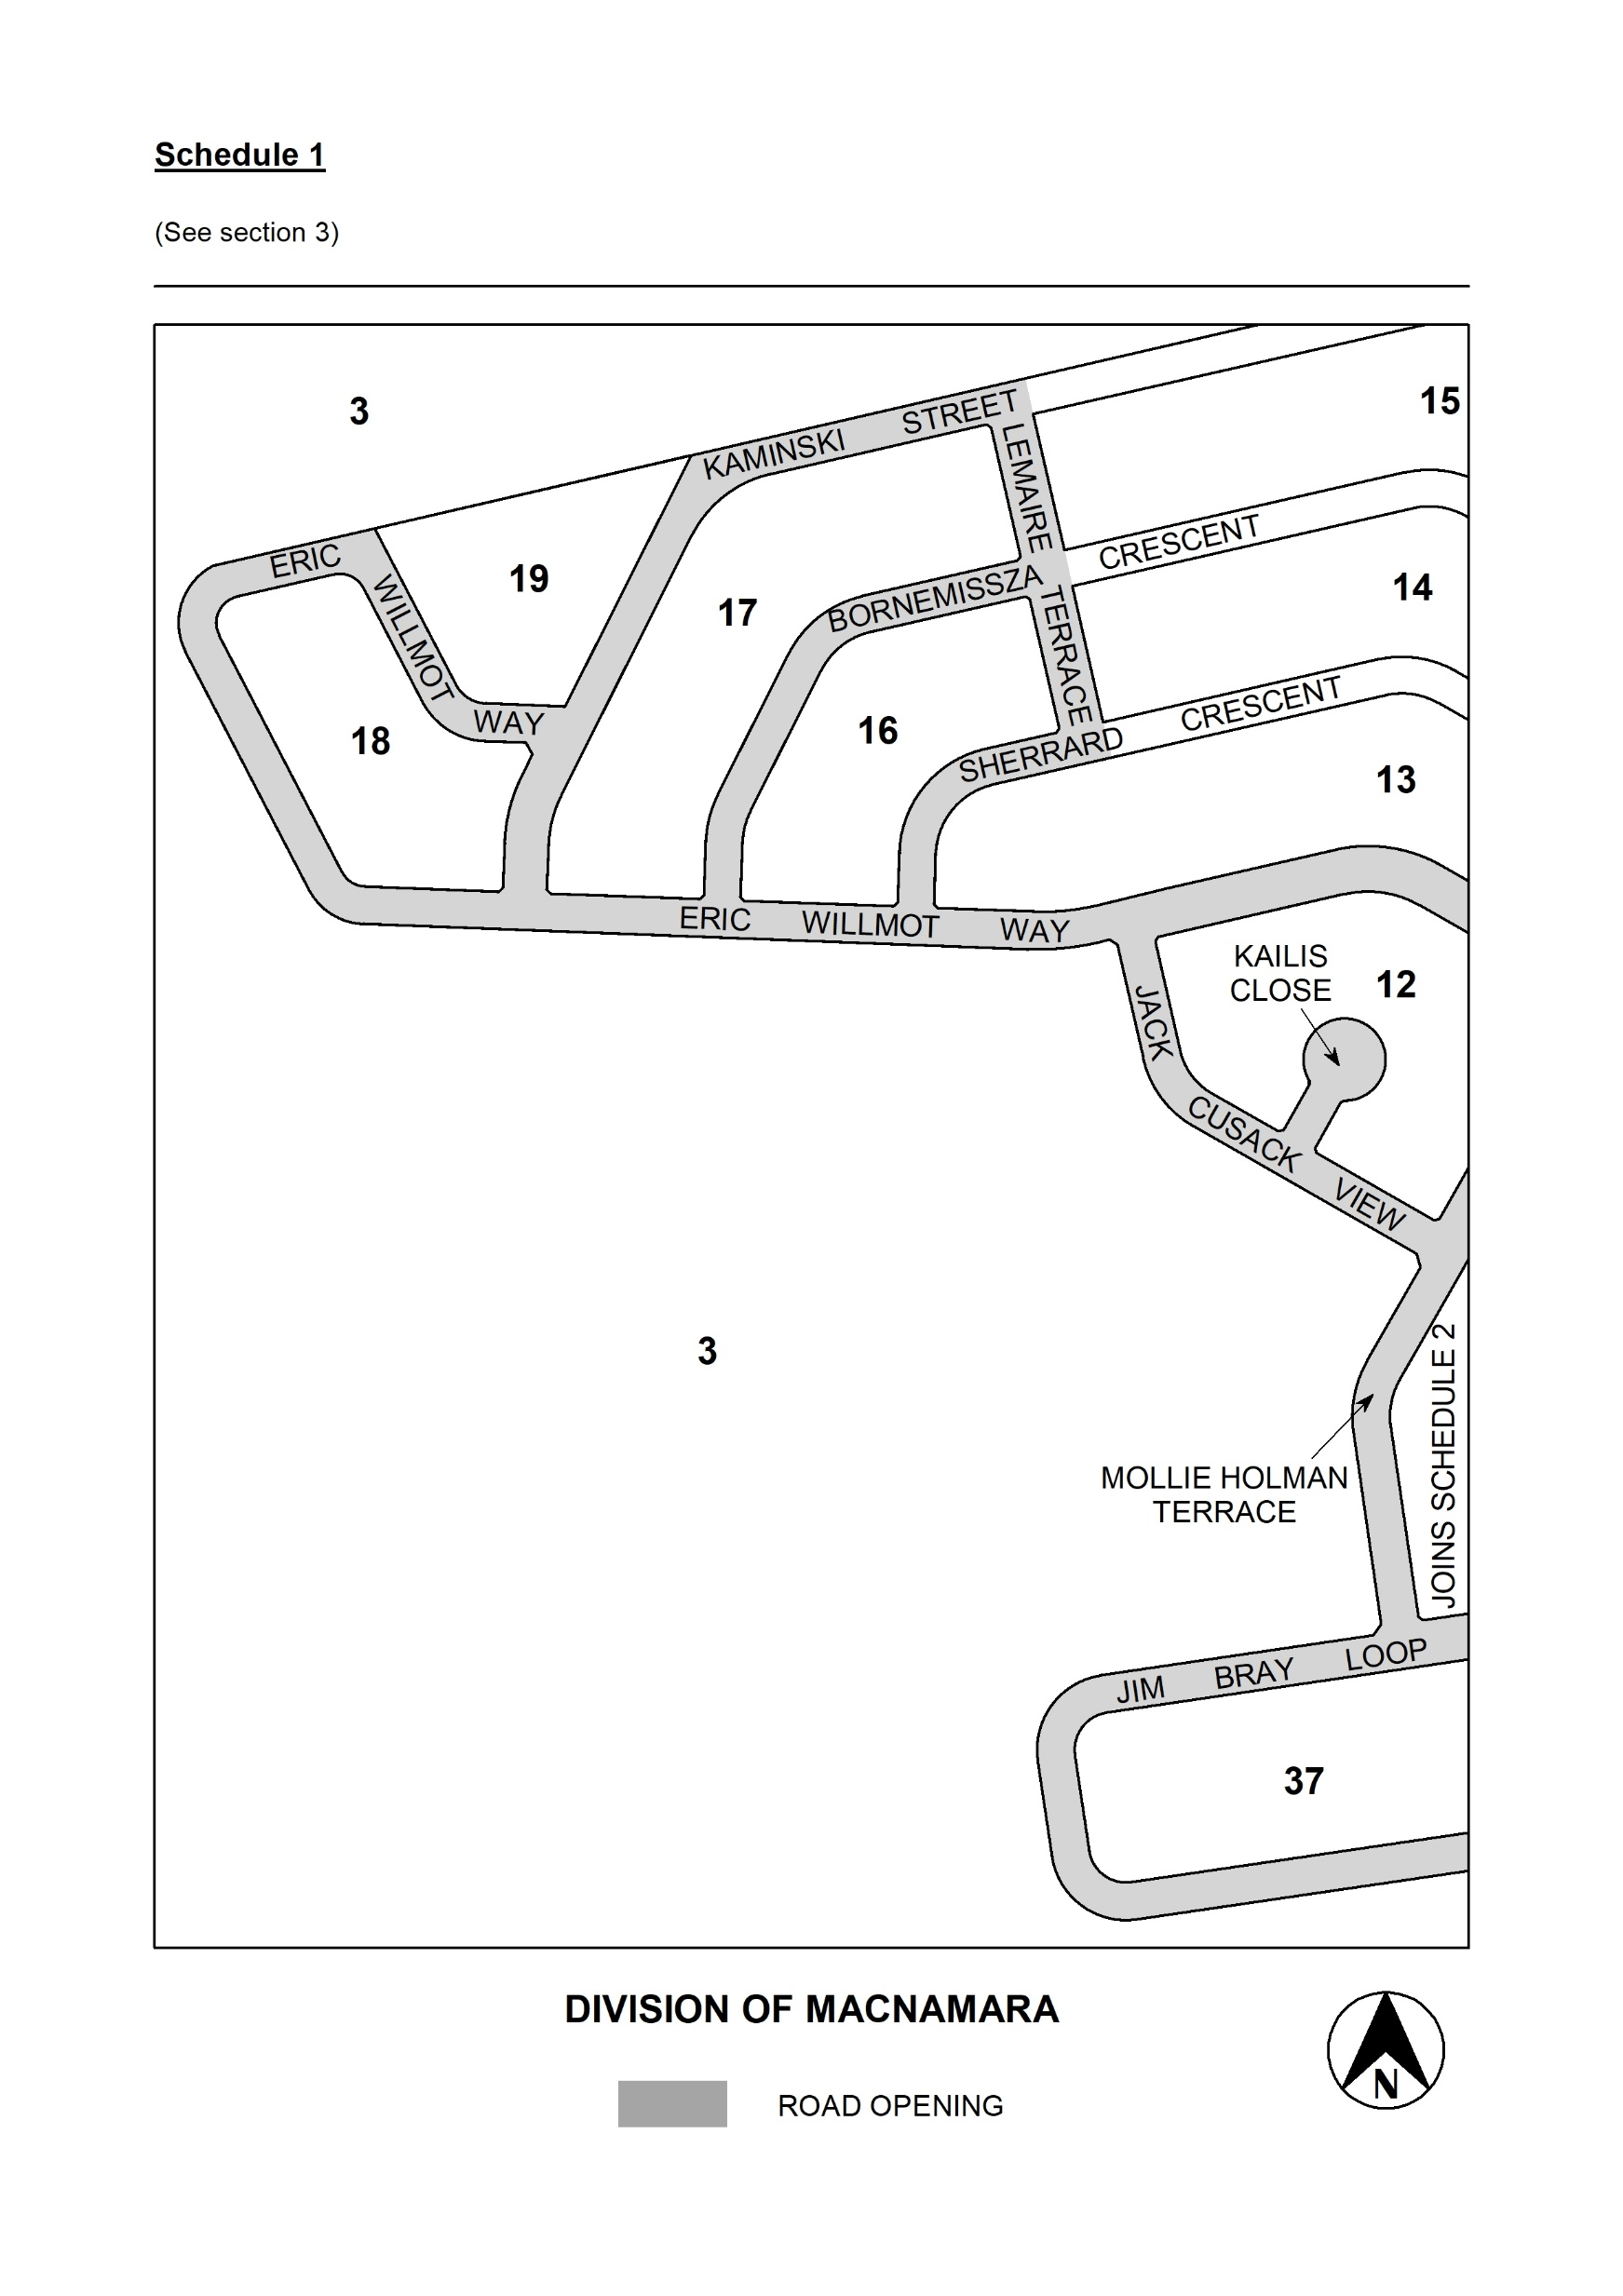 Schedule 1
(See section 3)
3
15
KAMINSKI STREET
LEMAIRE TERRACE
ERIC WILLMOT WAY
19
17
BORNEMISSZA CRESCENT
14
18
16
SHERRARD CRESCENT
13
ERIC WILLMOT WAY
KAILIS
CLOSE
12
JACK CUSACK VIEW
3
JOINS SCHEDULE 2
MOLLIE HOLMAN
TERRACE
JIM BRAY LOOP
37
DIVISION OF MACNAMARA
N
ROAD OPENING